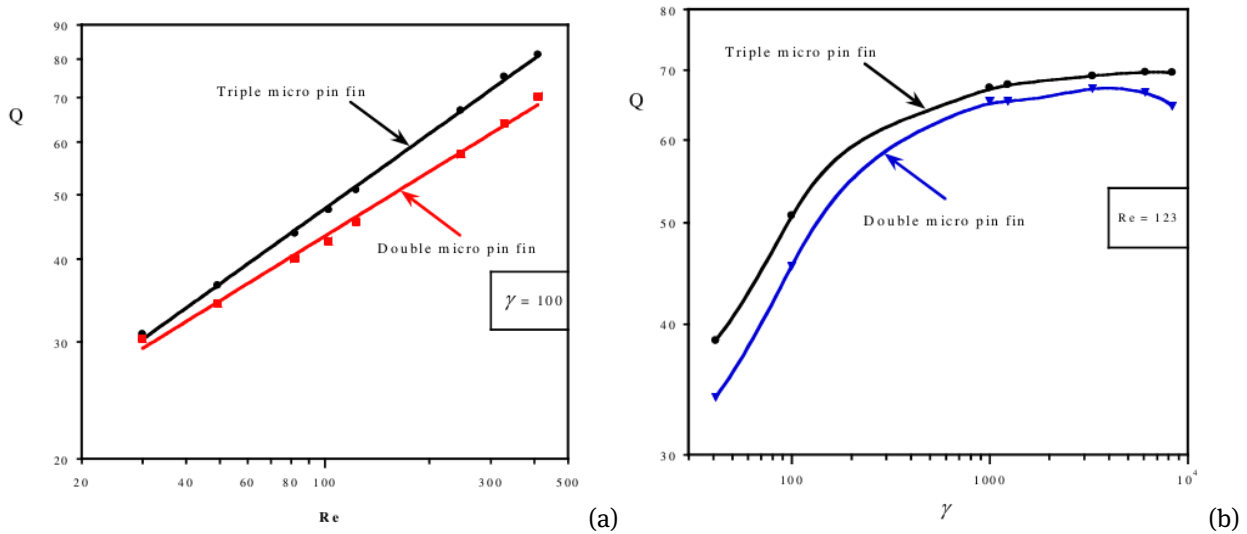 90
80
70
60
50
40
30
20
Q
Triple micro pin fin
Double micro pin fin
γ = 100
20 40 60 80 100 300 500
Re
(a)
80
70
60
50
40
30
Q
Triple micro pin fin
Double micro pin fin
Re = 123
100 1000 10⁴
γ
(b)